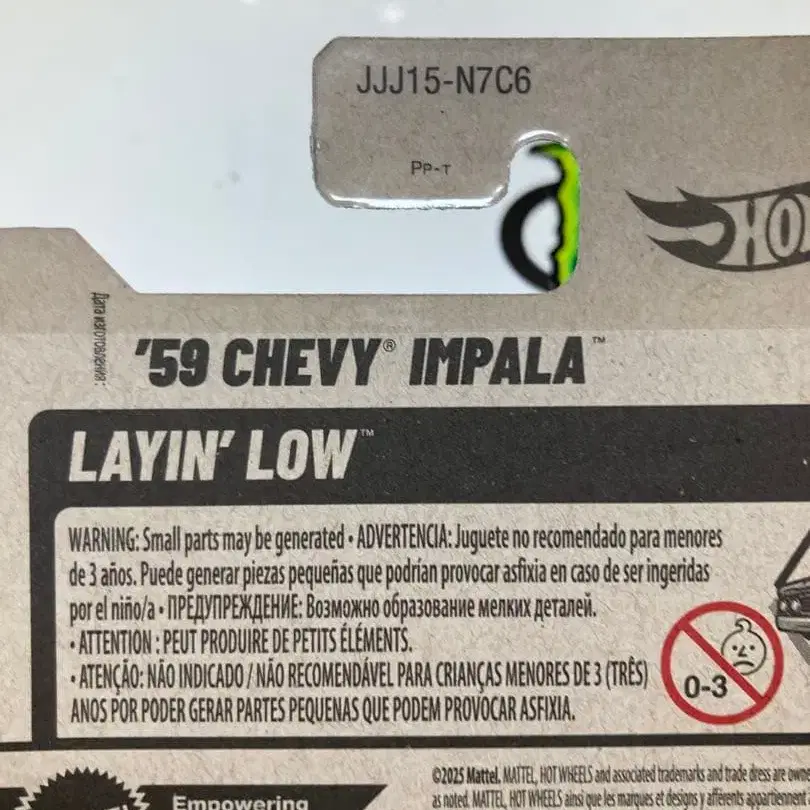 JJJ15-N7C6
Pp-t
HO
Дата изготовления:
'59 CHEVY® IMPALA™
LAYIN' LOW™
WARNING: Small parts may be generated • ADVERTENCIA: Juguete no recomendado para menores
de 3 años. Puede generar piezas pequeñas que podrían provocar asfixia en caso de ser ingeridas
por el niño/a • ПРЕДУПРЕЖДЕНИЕ: Возможно образование мелких деталей.
• ATTENTION : PEUT PRODUIRE DE PETITS ÉLÉMENTS.
• ATENÇÃO: NÃO INDICADO / NÃO RECOMENDÁVEL PARA CRIANÇAS MENORES DE 3 (TRÊS)
ANOS POR PODER GERAR PARTES PEQUENAS QUE PODEM PROVOCAR ASFIXIA.
0-3
©2025 Mattel. MATTEL, HOT WHEELS and associated trademarks and trade dress are owne
as noted. MATTEL, HOT WHEELS ainsi que les marques et designs y afférents appartiennent
Empowering